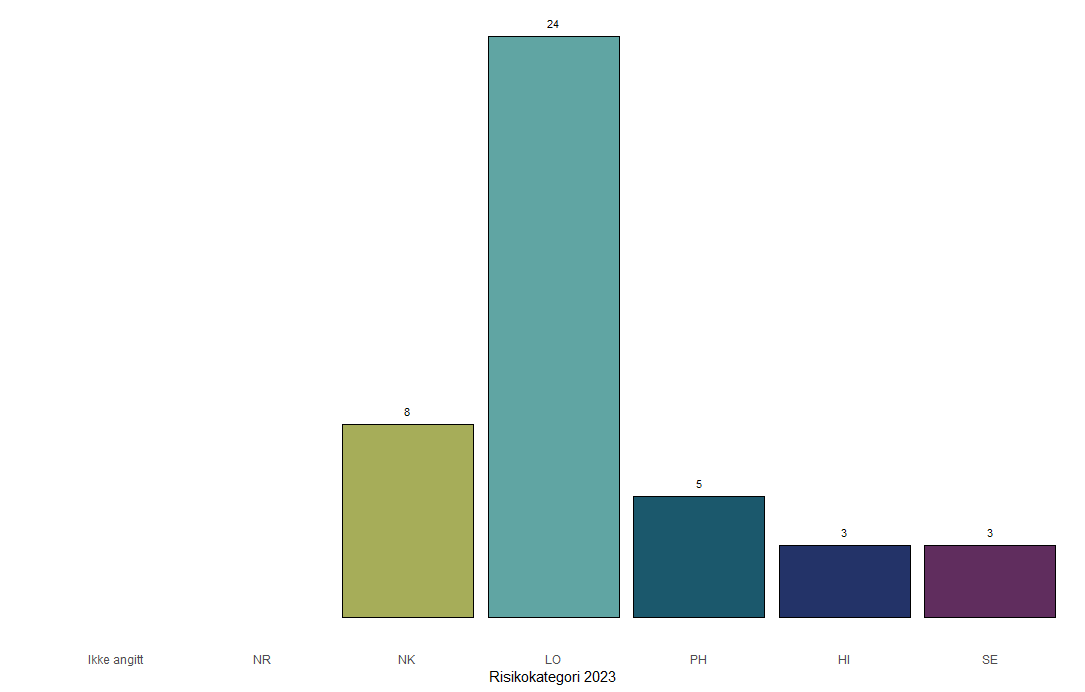 24
8
5
3
3
Ikke angitt
NR
NK
LO
PH
HI
SE
Risikokategori 2023